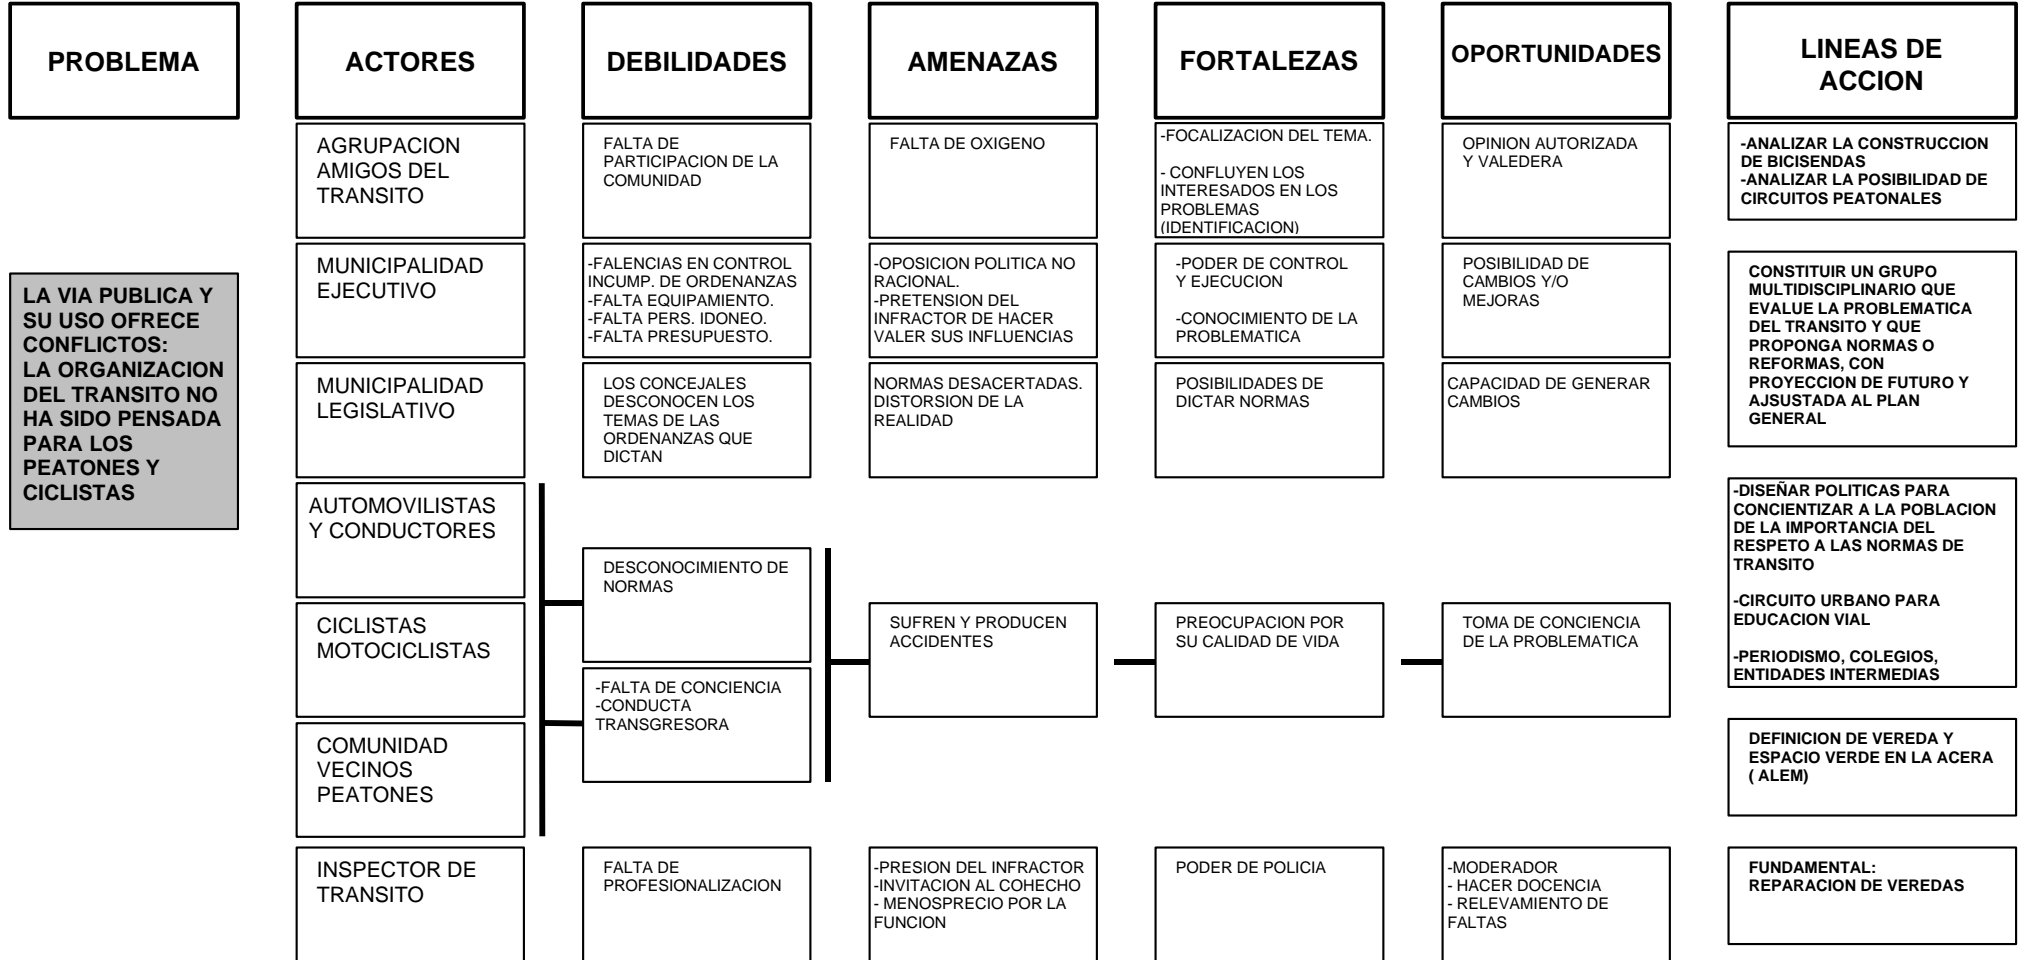 PROBLEMA
ACTORES
DEBILIDADES
AMENAZAS
FORTALEZAS
OPORTUNIDADES
LINEAS DE
ACCION
LA VIA PUBLICA Y
SU USO OFRECE
CONFLICTOS:
LA ORGANIZACION
DEL TRANSITO NO
HA SIDO PENSADA
PARA LOS
PEATONES Y
CICLISTAS
AGRUPACION
AMIGOS DEL
TRANSITO
FALTA DE
PARTICIPACION DE LA
COMUNIDAD
FALTA DE OXIGENO
-FOCALIZACION DEL TEMA.
- CONFLUYEN LOS
INTERESADOS EN LOS
PROBLEMAS
(IDENTIFICACION)
OPINION AUTORIZADA
Y VALEDERA
-ANALIZAR LA CONSTRUCCION
DE BICISENDAS
-ANALIZAR LA POSIBILIDAD DE
CIRCUITOS PEATONALES
MUNICIPALIDAD
EJECUTIVO
-FALENCIAS EN CONTROL
INCUMP. DE ORDENANZAS
-FALTA EQUIPAMIENTO.
-FALTA PERS. IDONEO.
-FALTA PRESUPUESTO.
-OPOSICION POLITICA NO
RACIONAL.
-PRETENSION DEL
INFRACTOR DE HACER
VALER SUS INFLUENCIAS
-PODER DE CONTROL
Y EJECUCION
-CONOCIMIENTO DE LA
PROBLEMATICA
POSIBILIDAD DE
CAMBIOS Y/O
MEJORAS
CONSTITUIR UN GRUPO
MULTIDISCIPLINARIO QUE
EVALUE LA PROBLEMATICA
DEL TRANSITO Y QUE
PROPONGA NORMAS O
REFORMAS, CON
PROYECCION DE FUTURO Y
AJSUSTADA AL PLAN
GENERAL
MUNICIPALIDAD
LEGISLATIVO
LOS CONCEJALES
DESCONOCEN LOS
TEMAS DE LAS
ORDENANZAS QUE
DICTAN
NORMAS DESACERTADAS.
DISTORSION DE LA
REALIDAD
POSIBILIDADES DE
DICTAR NORMAS
CAPACIDAD DE GENERAR
CAMBIOS
AUTOMOVILISTAS
Y CONDUCTORES
CICLISTAS
MOTOCICLISTAS
COMUNIDAD
VECINOS
PEATONES
DESCONOCIMIENTO DE
NORMAS
-FALTA DE CONCIENCIA
-CONDUCTA
TRANSGRESORA
SUFREN Y PRODUCEN
ACCIDENTES
PREOCUPACION POR
SU CALIDAD DE VIDA
TOMA DE CONCIENCIA
DE LA PROBLEMATICA
-DISEÑAR POLITICAS PARA
CONCIENTIZAR A LA POBLACION
DE LA IMPORTANCIA DEL
RESPETO A LAS NORMAS DE
TRANSITO
-CIRCUITO URBANO PARA
EDUCACION VIAL
-PERIODISMO, COLEGIOS,
ENTIDADES INTERMEDIAS
DEFINICION DE VEREDA Y
ESPACIO VERDE EN LA ACERA
( ALEM)
INSPECTOR DE
TRANSITO
FALTA DE
PROFESIONALIZACION
-PRESION DEL INFRACTOR
-INVITACION AL COHECHO
- MENOSPRECIO POR LA
FUNCION
PODER DE POLICIA
-MODERADOR
- HACER DOCENCIA
- RELEVAMIENTO DE
FALTAS
FUNDAMENTAL:
REPARACION DE VEREDAS